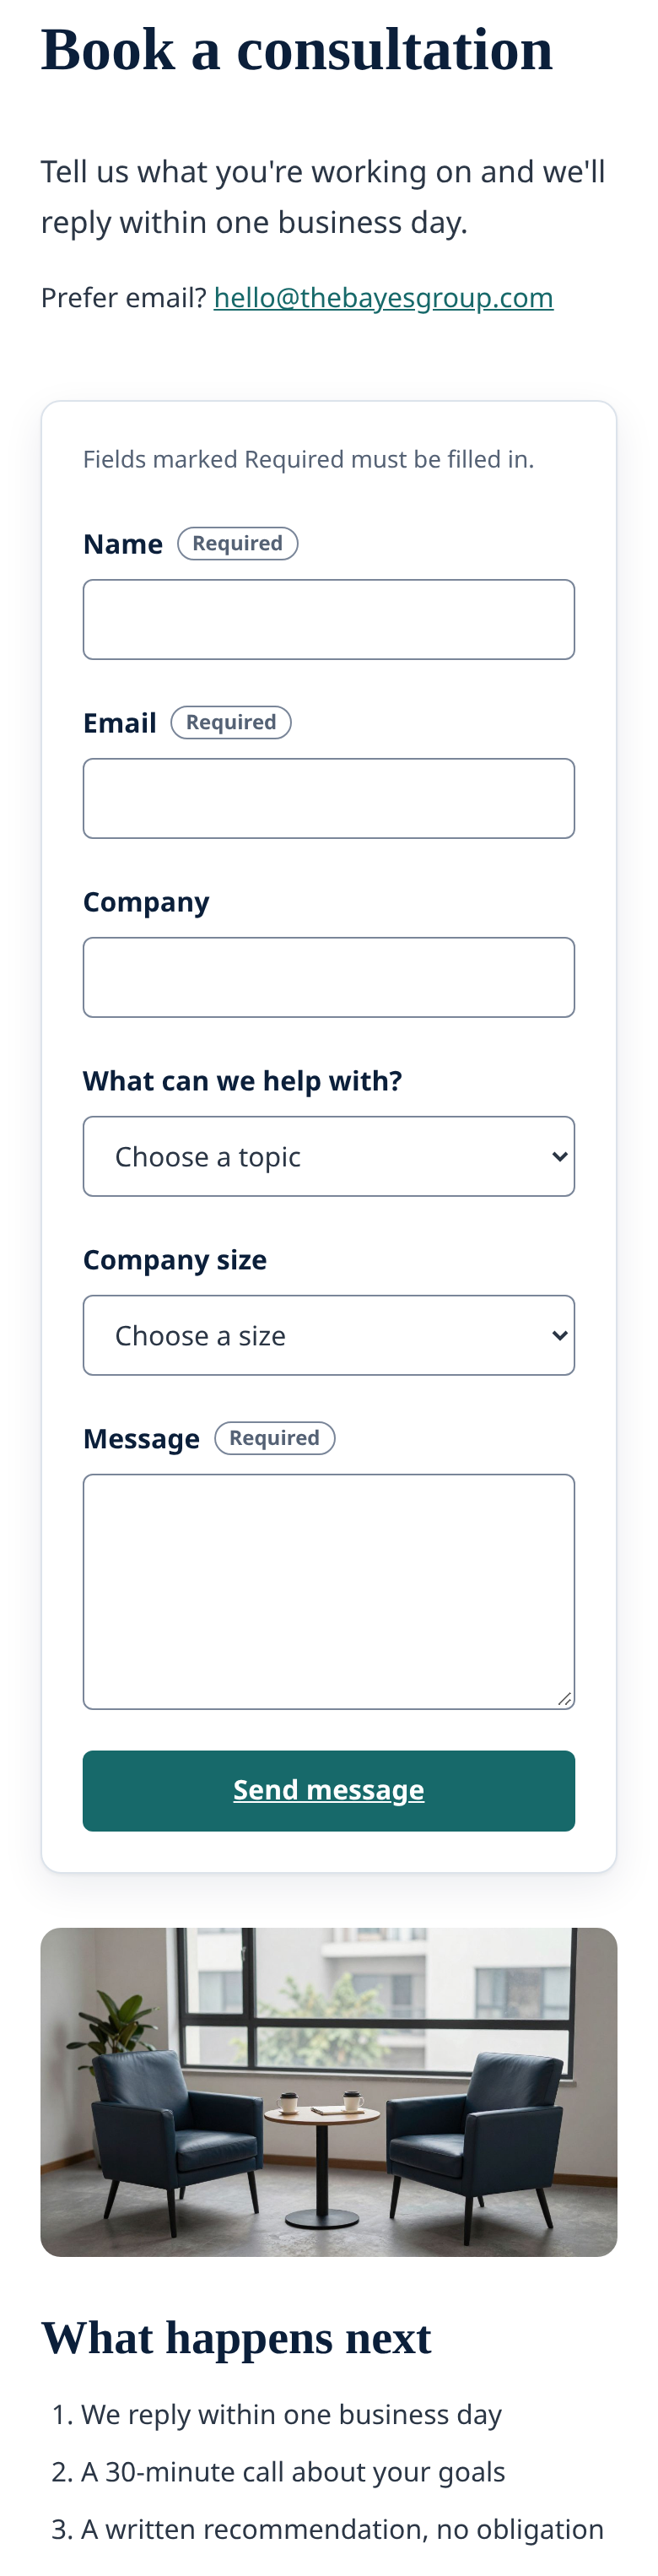 Book a consultation
Tell us what you're working on and we'll
reply within one business day.
Prefer email? hello@thebayesgroup.com
Fields marked Required must be filled in.
Name Required
Email Required
Company
What can we help with?
Choose a topic
Company size
Choose a size
Message Required
Send message
What happens next
1. We reply within one business day
2. A 30-minute call about your goals
3. A written recommendation, no obligation